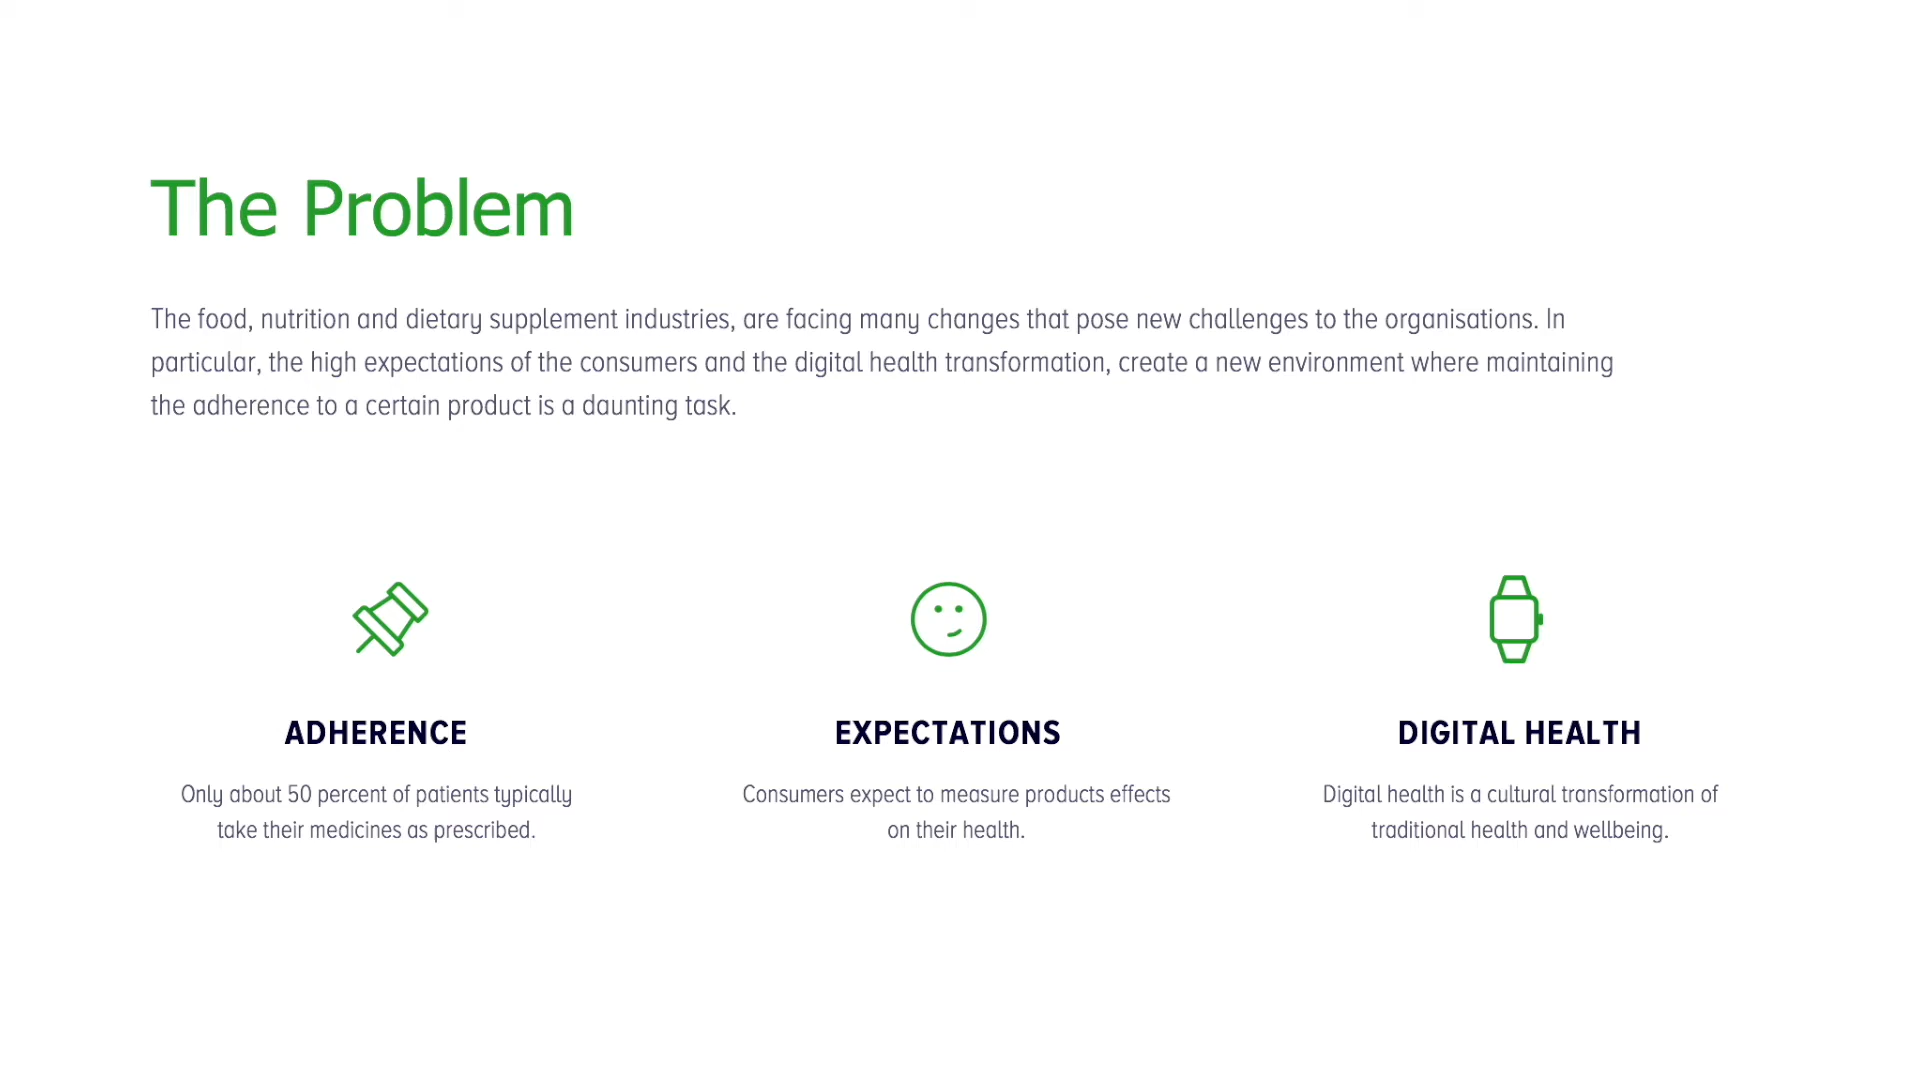 The Problem
The food, nutrition and dietary supplement industries, are facing many changes that pose new challenges to the organisations. In
particular, the high expectations of the consumers and the digital health transformation, create a new environment where maintaining
the adherence to a certain product is a daunting task.
ADHERENCE
Only about 50 percent of patients typically
take their medicines as prescribed.
EXPECTATIONS
Consumers expect to measure products effects
on their health.
DIGITAL HEALTH
Digital health is a cultural transformation of
traditional health and wellbeing.